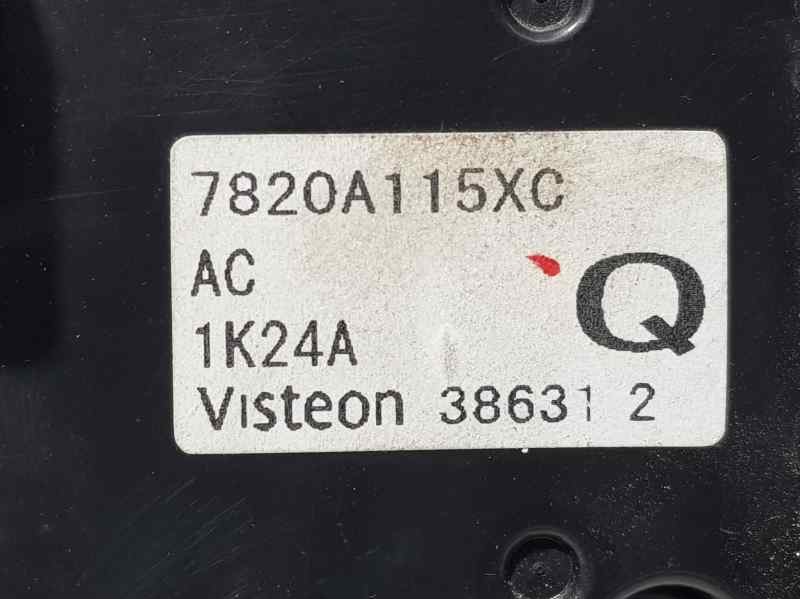 7820A115XC
AC
Q
1K24A
Visteon 38631 2